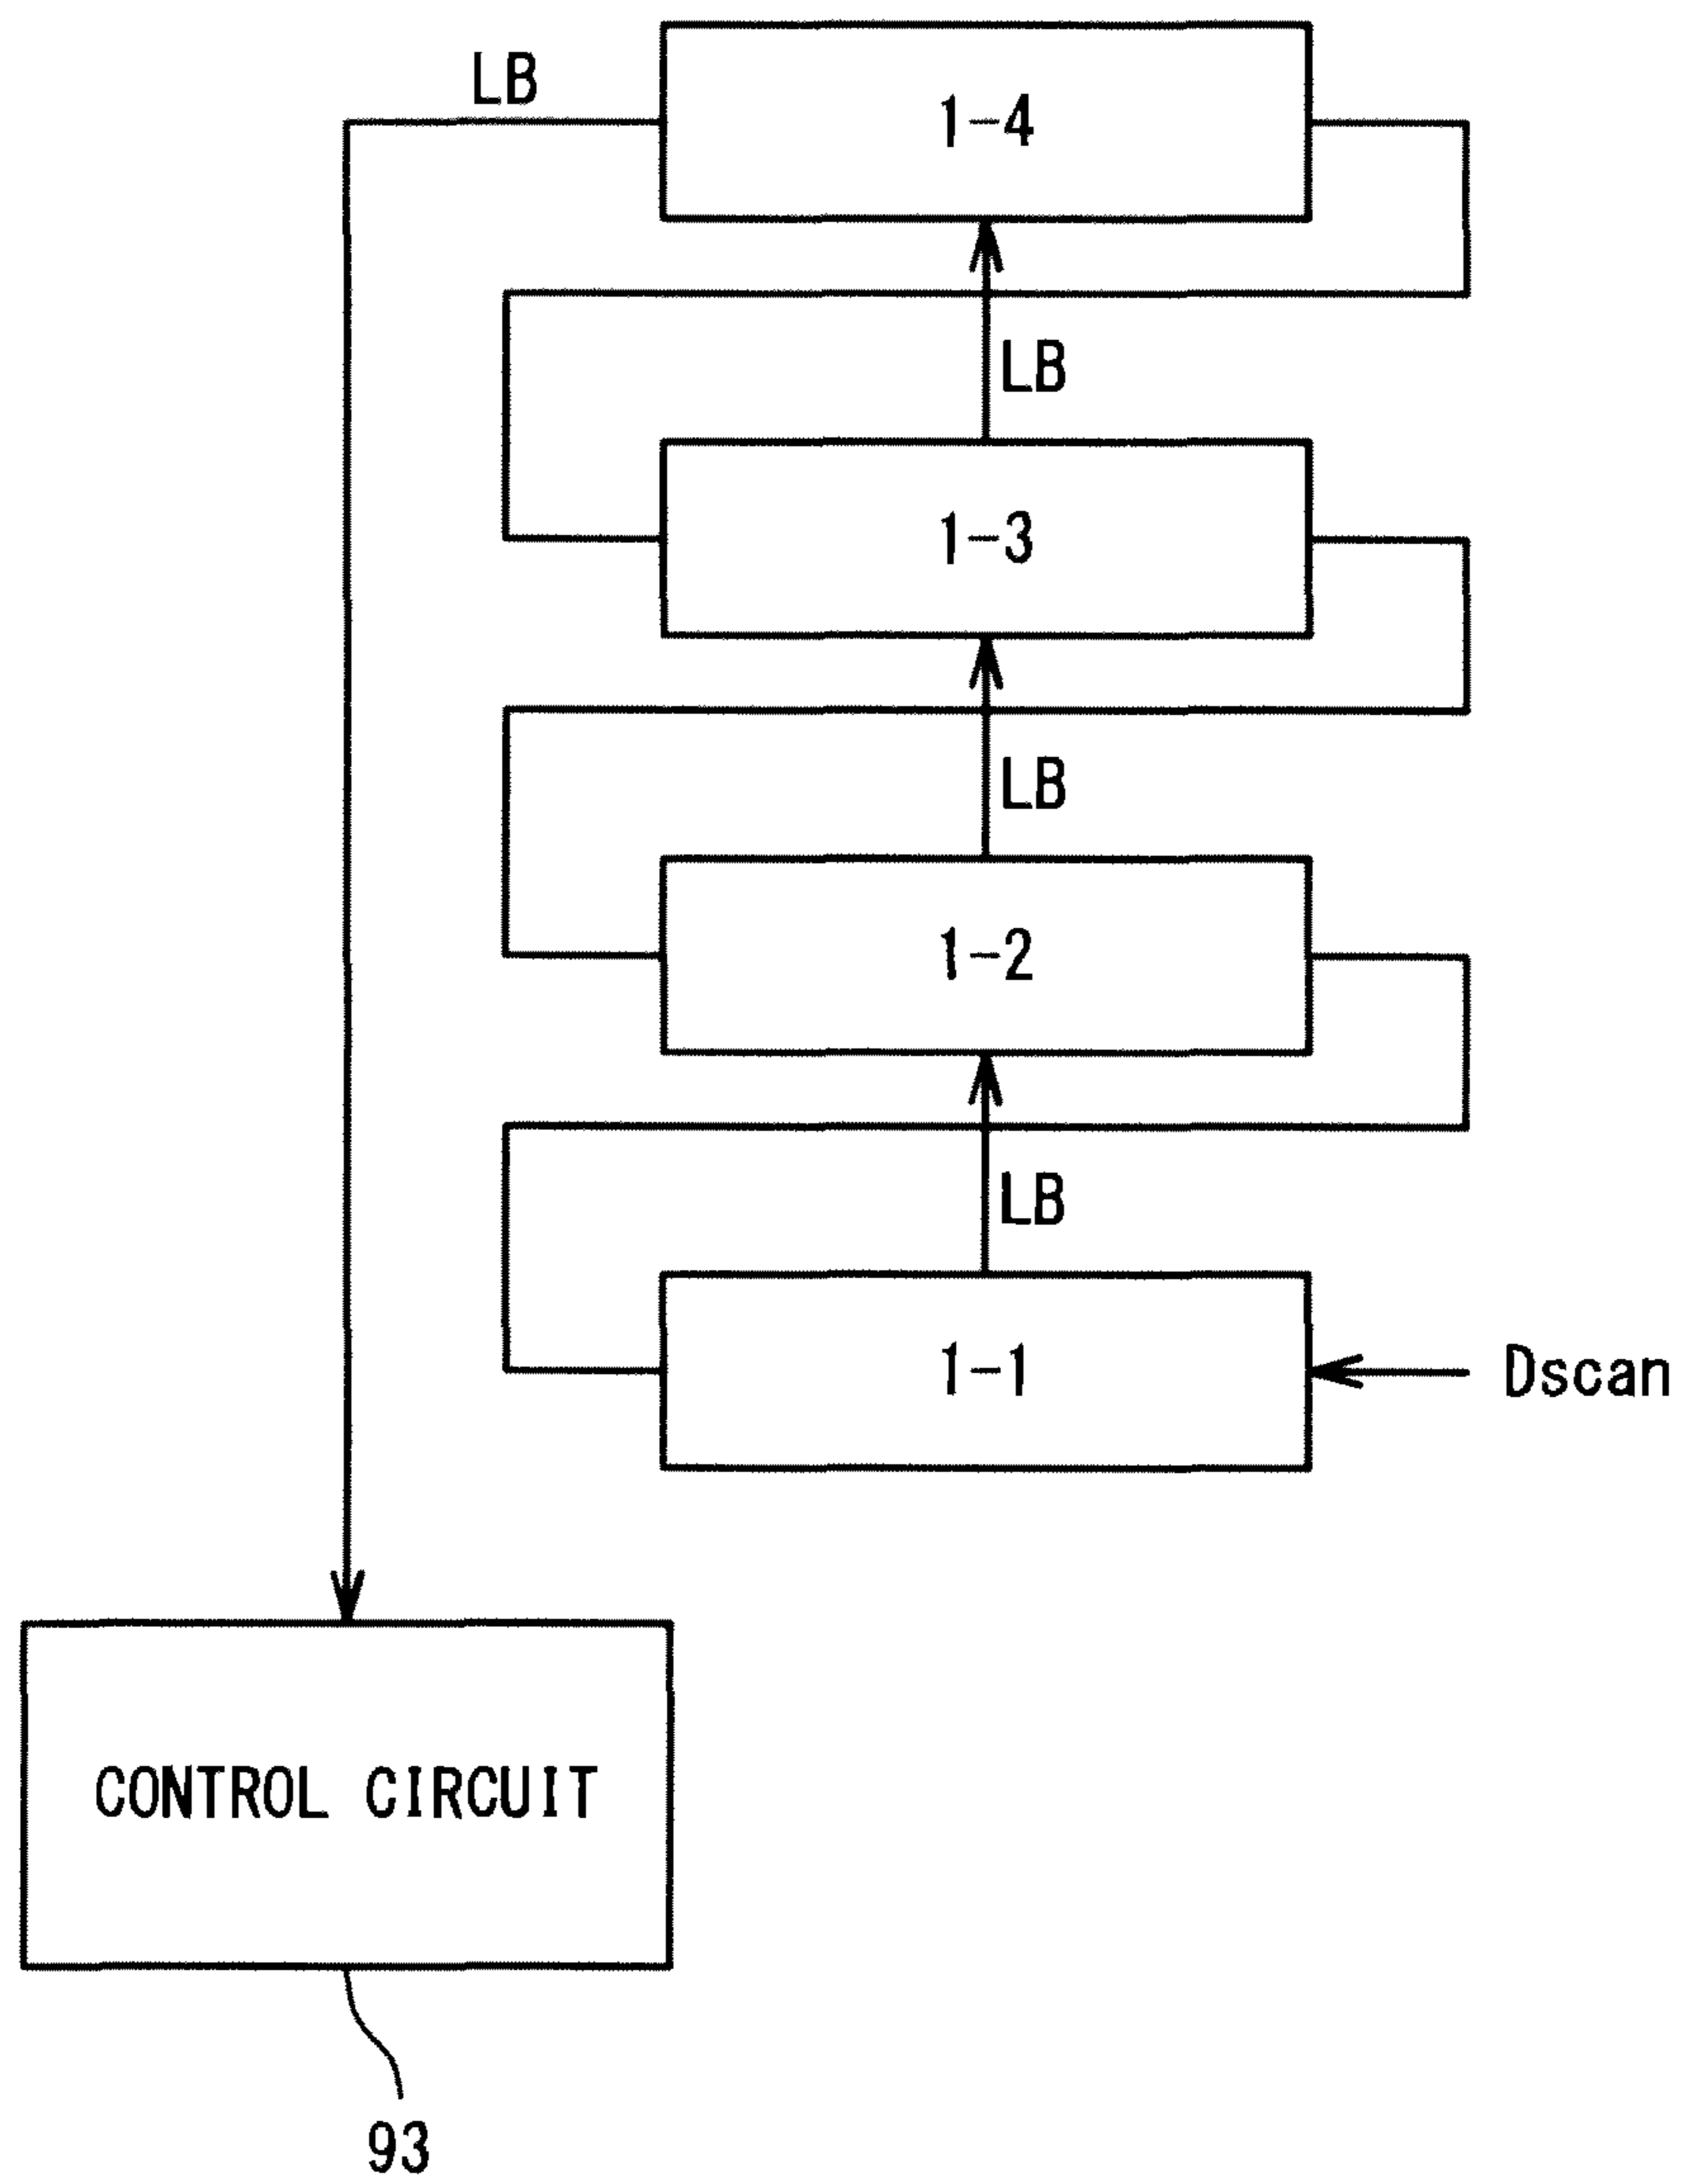 LB
1-4
LB
1-3
LB
1-2
LB
1-1
Dscan
CONTROL CIRCUIT
93